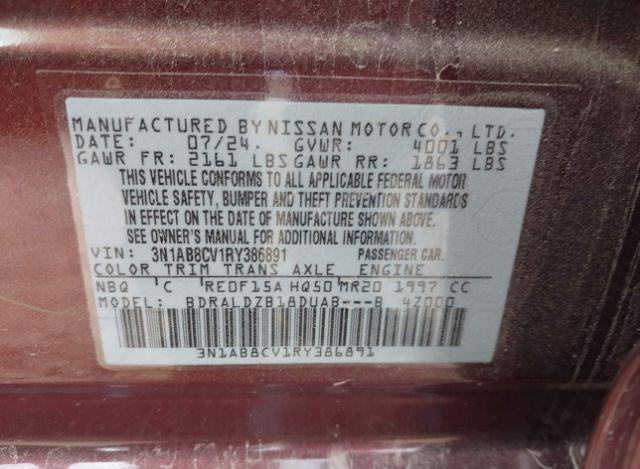 MANUFACTURED BY NISSAN MOTOR CO., LTD.
DATE: 07/24. GVWR: 4001 LBS
GAWR FR: 2161 LBS GAWR RR: 1863 LBS
THIS VEHICLE CONFORMS TO ALL APPLICABLE FEDERAL MOTOR
VEHICLE SAFETY, BUMPER AND THEFT PREVENTION STANDARDS
IN EFFECT ON THE DATE OF MANUFACTURE SHOWN ABOVE.
SEE OWNER'S MANUAL FOR ADDITIONAL INFORMATION.
VIN: 3N1AB8CV1RY386891 PASSENGER CAR.
COLOR TRIM TRANS AXLE ENGINE
NBQ C RE0F15A HQ50 MR20 1997 CC
MODEL: BDRALDZB18DUAB---B 4Z000
3N1AB8CV1RY386891